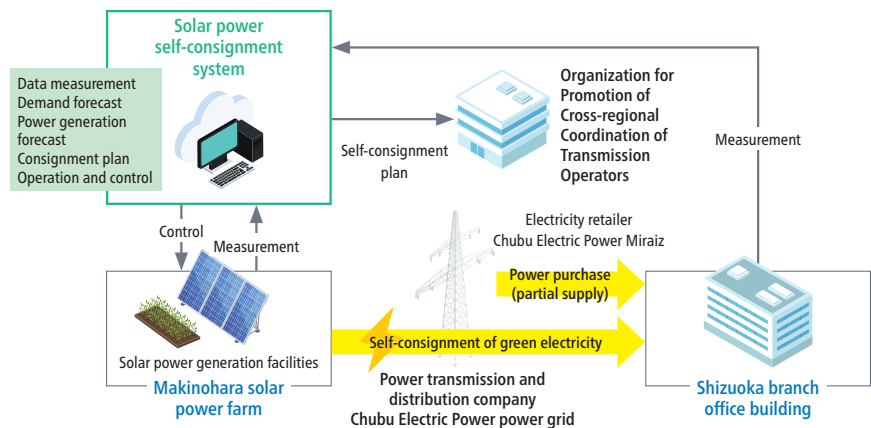 Solar power
self-consignment
system
Data measurement
Demand forecast
Power generation
forecast
Consignment plan
Operation and control
Self-consignment
plan
Organization for
Promotion of
Cross-regional
Coordination of
Transmission
Operators
Measurement
Control
Measurement
Electricity retailer
Chubu Electric Power Miraiz
Power purchase
(partial supply)
Self-consignment of green electricity
Solar power generation facilities
Makinohara solar
power farm
Power transmission and
distribution company
Chubu Electric Power power grid
Shizuoka branch
office building